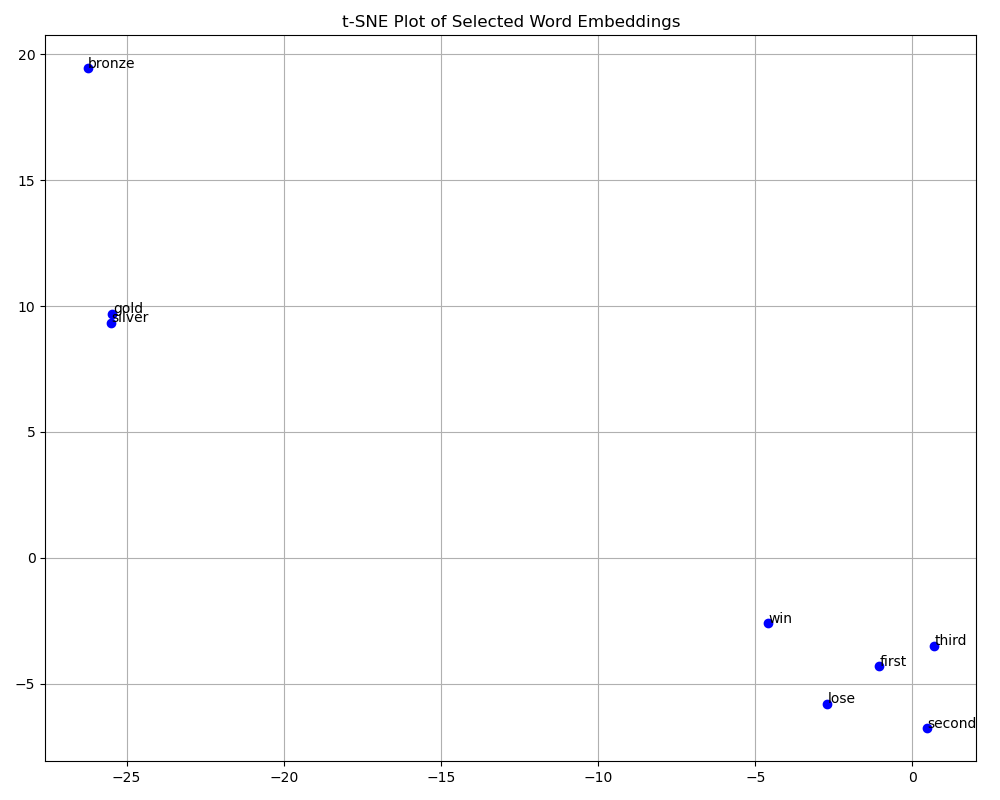 t-SNE Plot of Selected Word Embeddings
20
bronze
15
10
gold
silver
5
0
win
third
first
−5
lose
second
−25
−20
−15
−10
−5
0